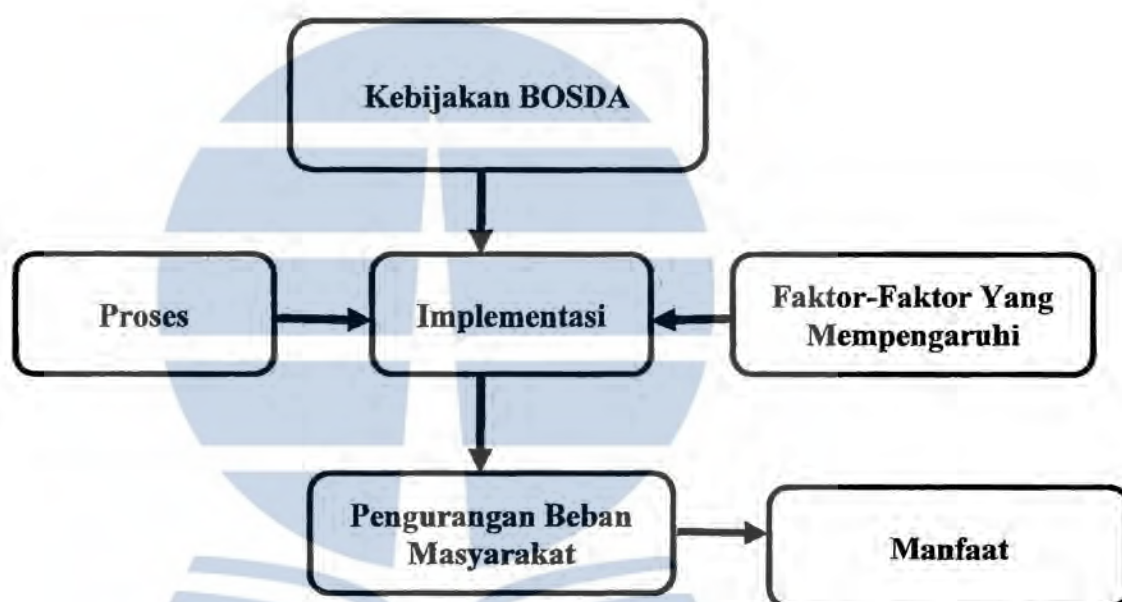 Kebijakan BOSDA
Proses
Implementasi
Faktor-Faktor Yang
Mempengaruhi
Pengurangan Beban
Masyarakat
Manfaat